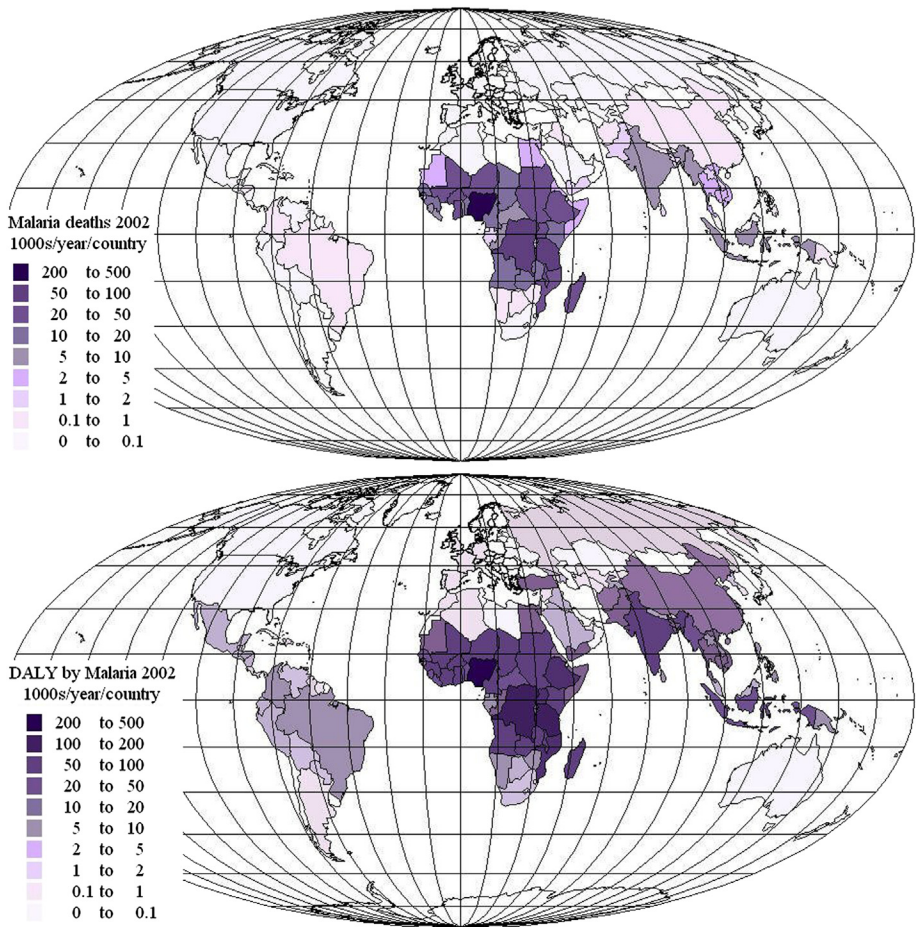 Malaria deaths 2002
1000s/year/country
200 to 500
50 to 100
20 to 50
10 to 20
5 to 10
2 to 5
1 to 2
0.1 to 1
0 to 0.1
DALY by Malaria 2002
1000s/year/country
200 to 500
100 to 200
50 to 100
20 to 50
10 to 20
5 to 10
2 to 5
1 to 2
0.1 to 1
0 to 0.1